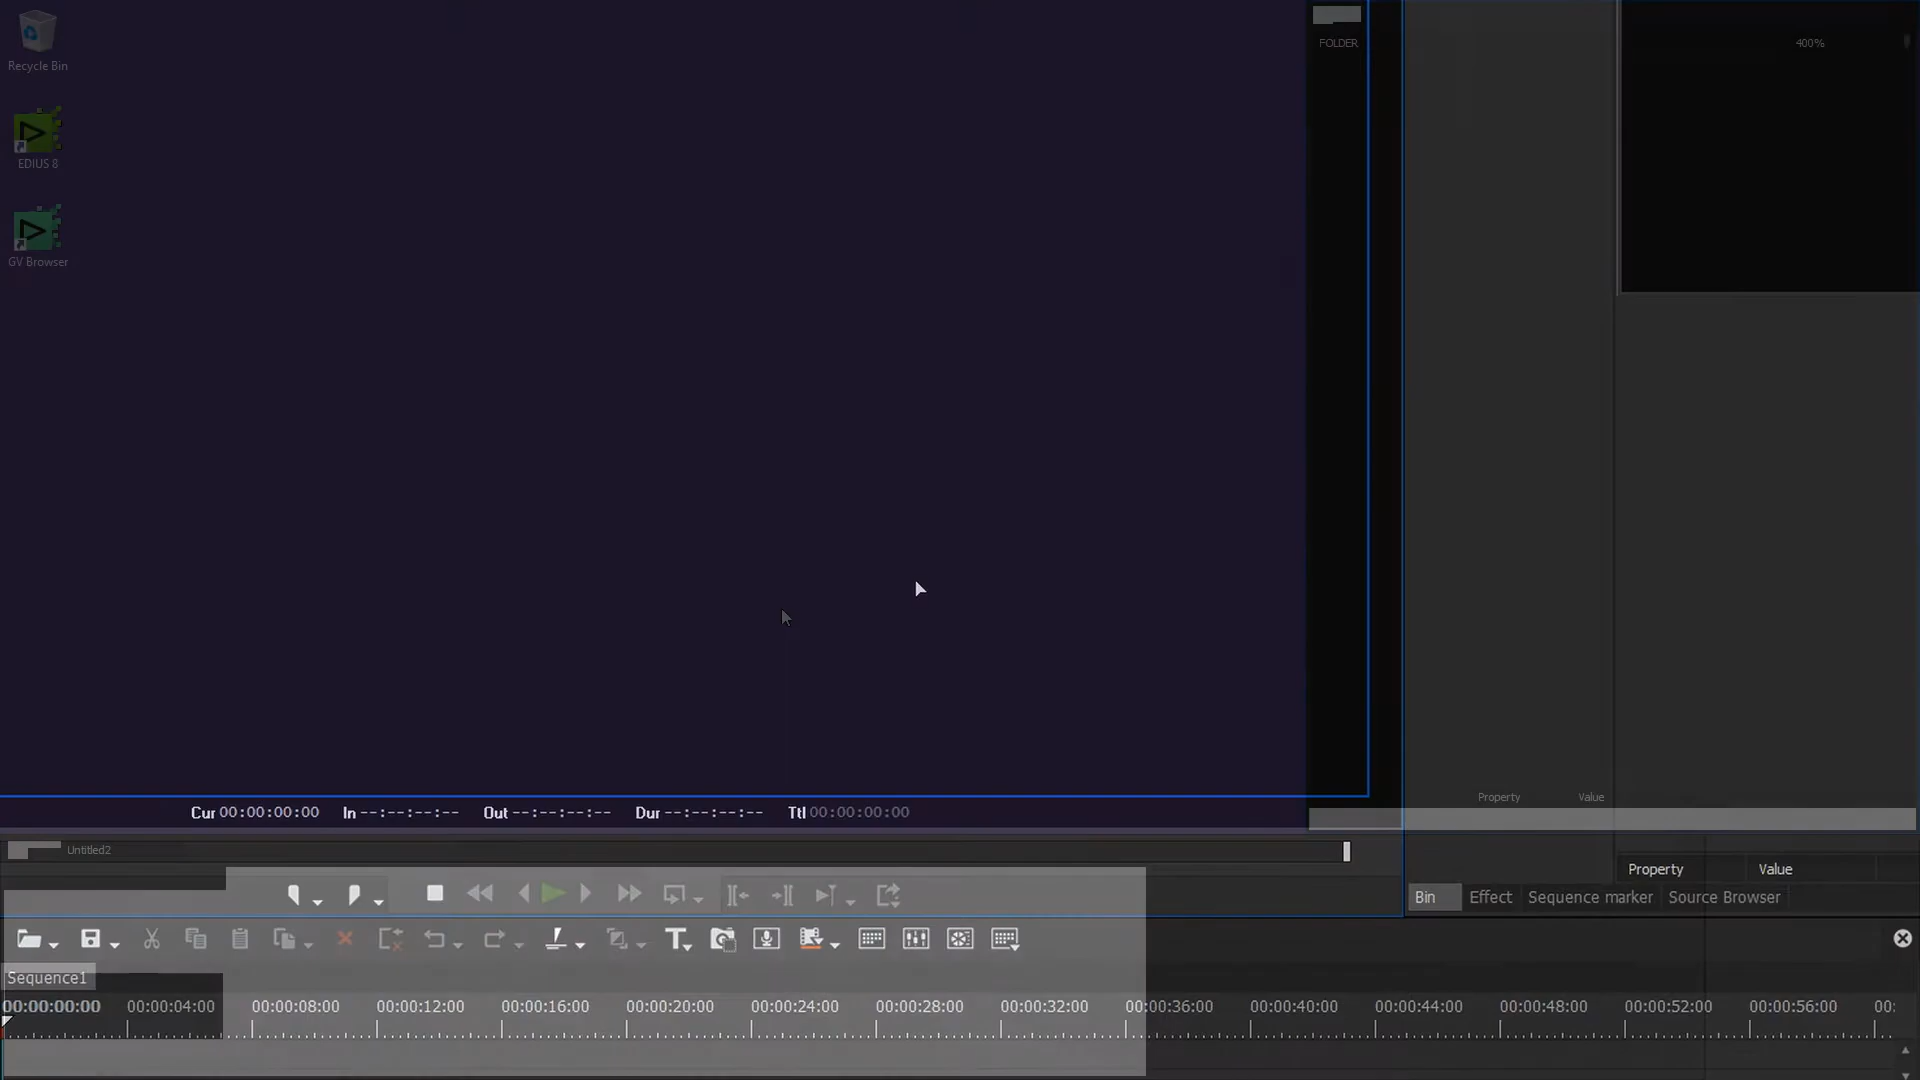 Recycle Bin
EDIUS 8
GV Browser
FOLDER
400%
Property Value
Cur 00:00:00:00 In --:--:--:-- Out --:--:--:-- Dur --:--:--:-- Ttl 00:00:00:00
Untitled2
Property Value
Bin Effect Sequence marker Source Browser
Sequence1
00:00:00:00 00:00:04:00 00:00:08:00 00:00:12:00 00:00:16:00 00:00:20:00 00:00:24:00 00:00:28:00 00:00:32:00 00:00:36:00 00:00:40:00 00:00:44:00 00:00:48:00 00:00:52:00 00:00:56:00 00: